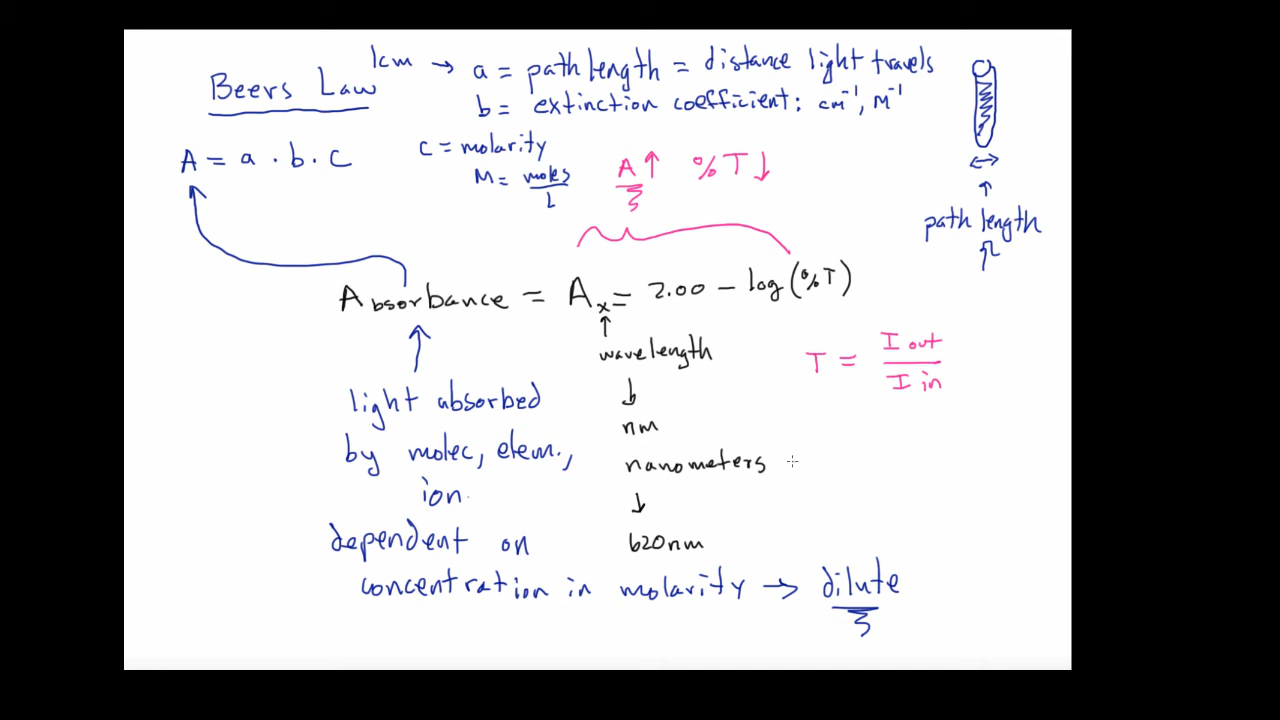 Beers Law
1cm → a = path length = distance light travels
b = extinction coefficient: cm⁻¹, M⁻¹
A = a · b · c
c = molarity
M = moles
L
A ↑ % T ↓
path length
Absorbance = Ax = 2.00 - log (%T)
wavelength
↓
nm
nanometers
↓
620nm
T = I out
I in
light absorbed
by molec, elem.,
ion
dependent on
concentration in molarity → dilute